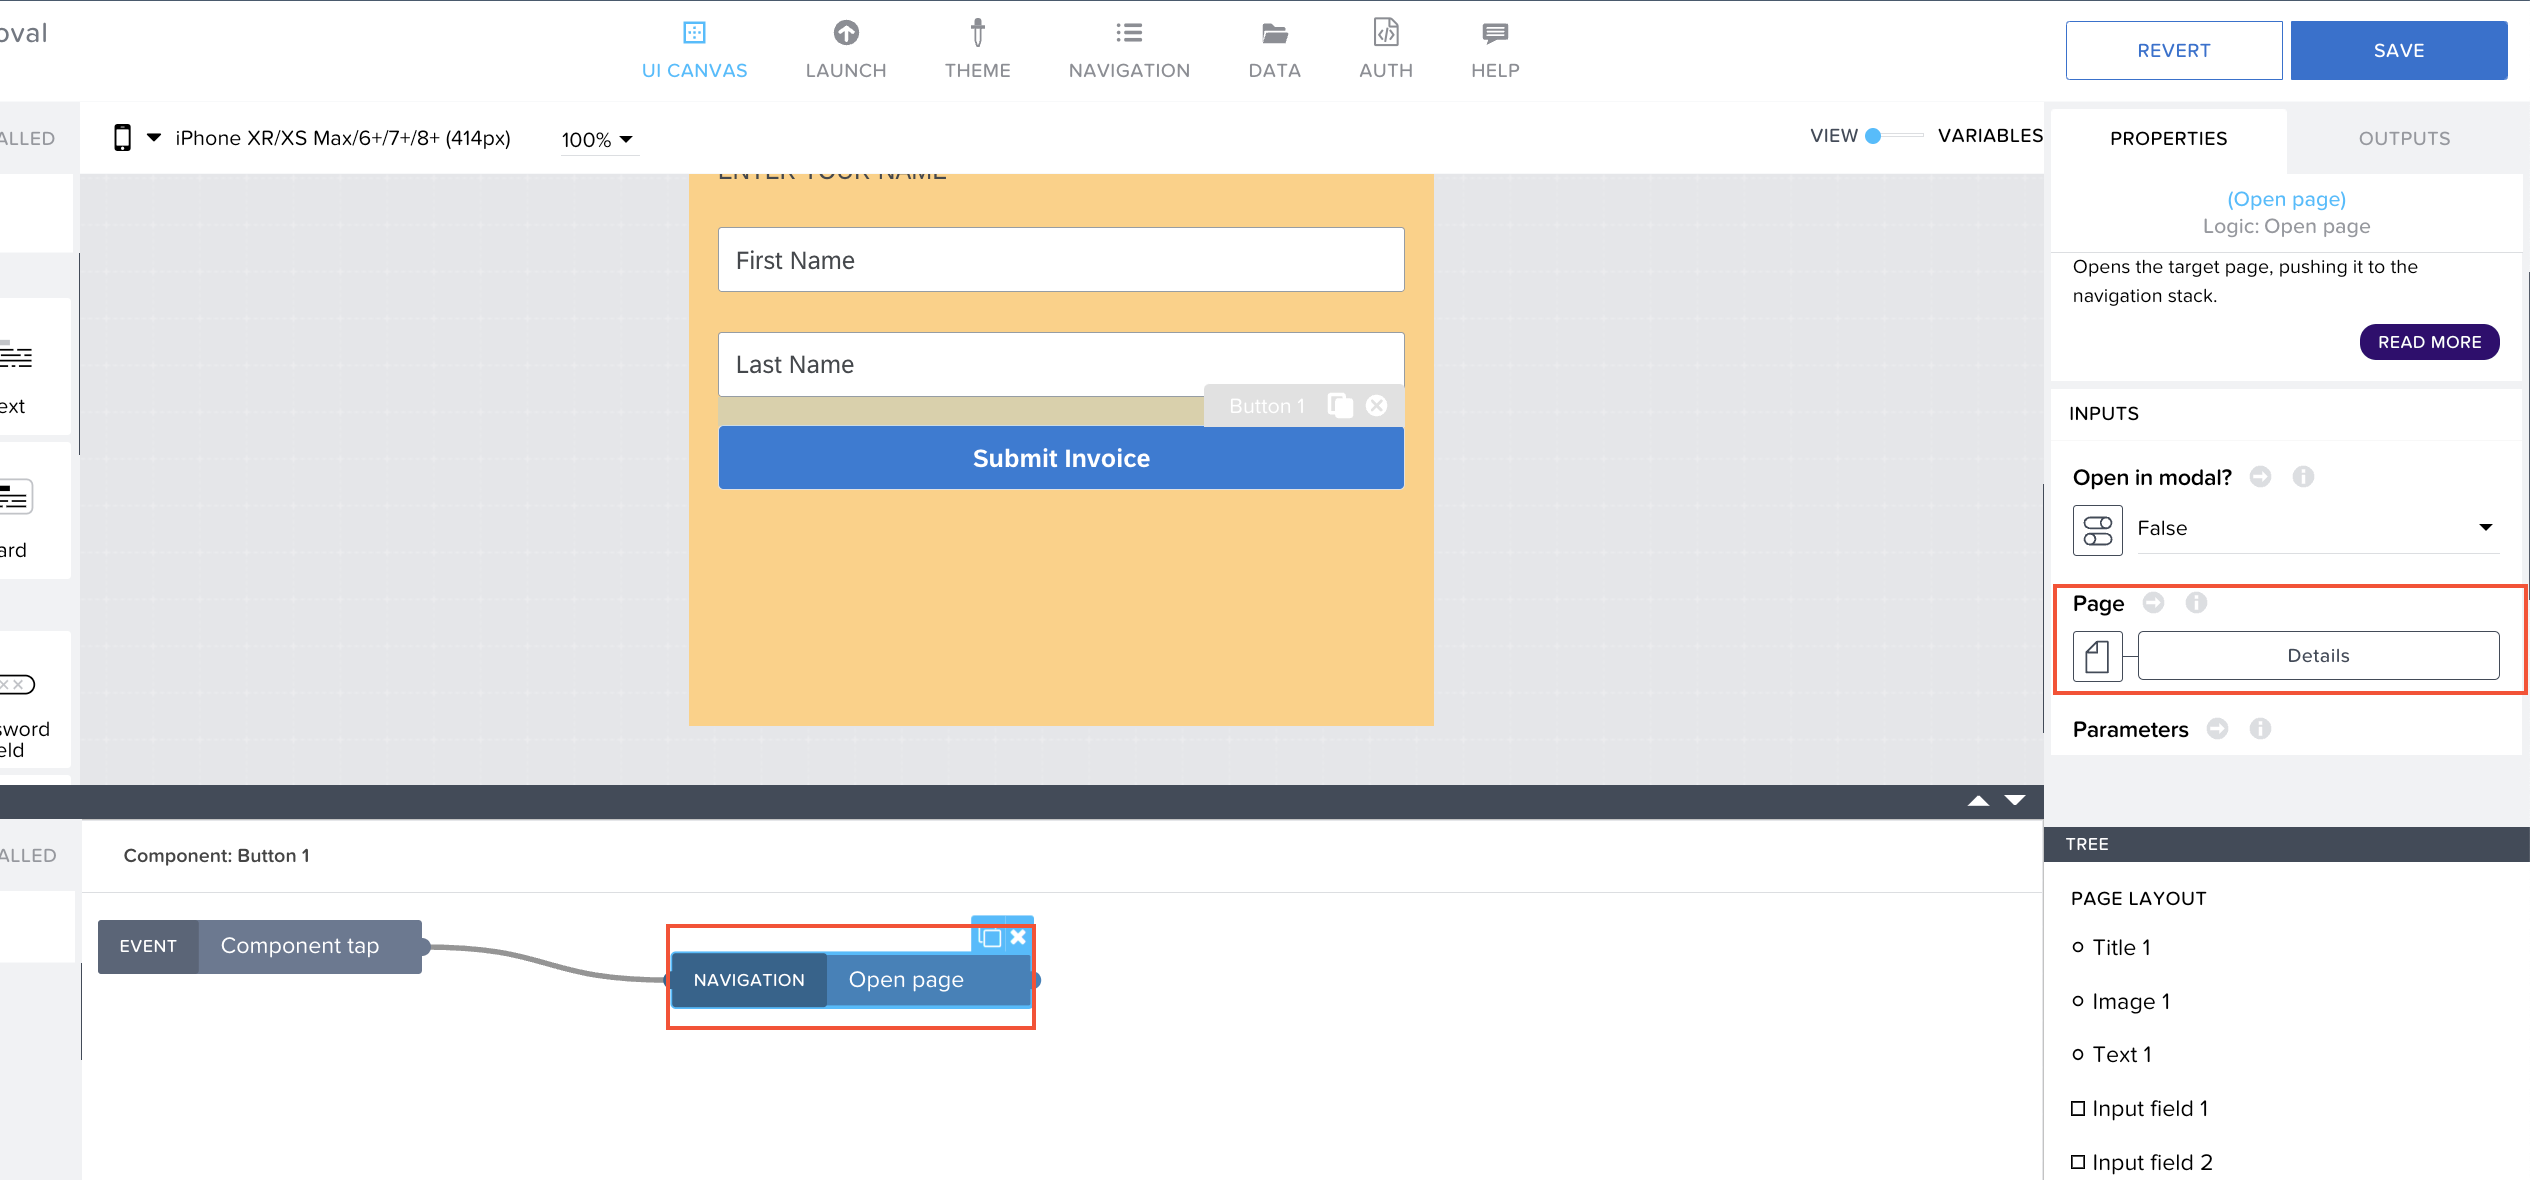 oval
UI CANVAS
LAUNCH
THEME
NAVIGATION
DATA
AUTH
HELP
REVERT
SAVE
ALLED
iPhone XR/XS Max/6+/7+/8+ (414px)
100%
VIEW
VARIABLES
PROPERTIES
OUTPUTS
(Open page)
Logic: Open page
Opens the target page, pushing it to the
navigation stack.
READ MORE
INPUTS
Open in modal?
False
Page
Details
Parameters
ENTER YOUR NAME
First Name
Last Name
Button 1
Submit Invoice
ext
ard
sword
eld
ALLED
Component: Button 1
EVENT
Component tap
NAVIGATION
Open page
TREE
PAGE LAYOUT
Title 1
Image 1
Text 1
Input field 1
Input field 2